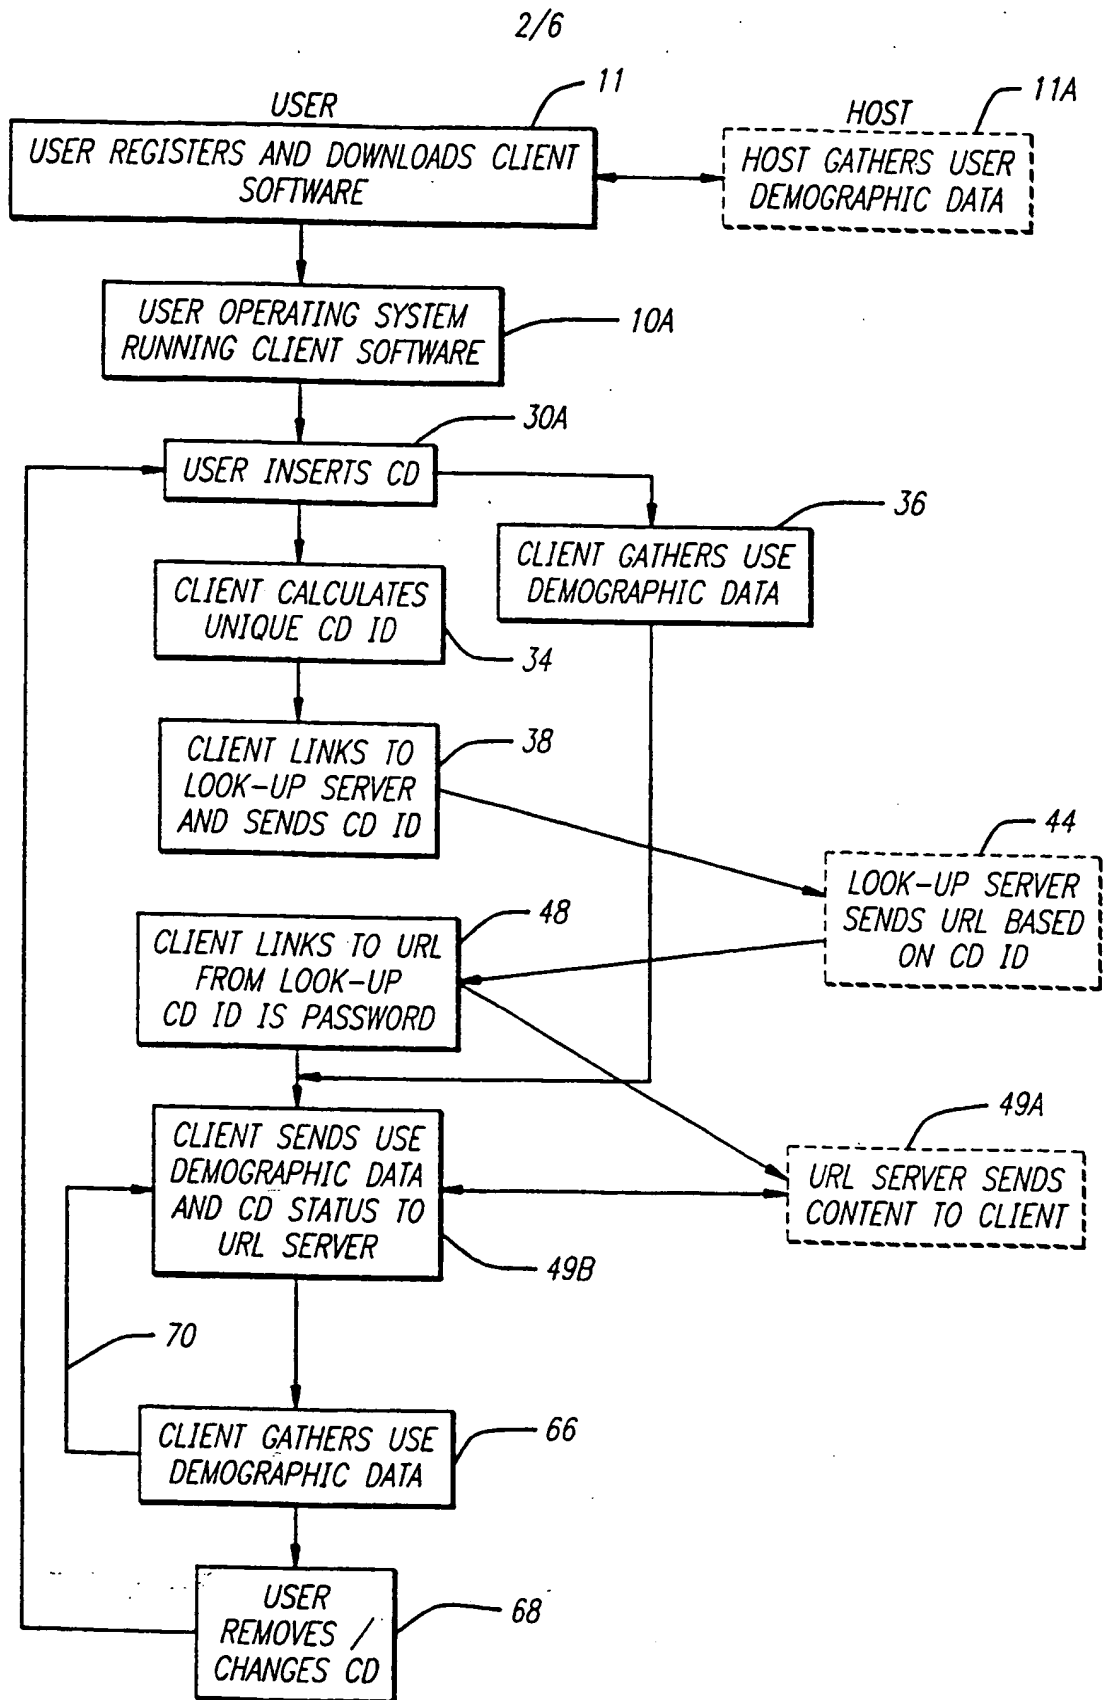 2/6
USER
11
HOST
11A
USER REGISTERS AND DOWNLOADS CLIENT
SOFTWARE
HOST GATHERS USER
DEMOGRAPHIC DATA
USER OPERATING SYSTEM
RUNNING CLIENT SOFTWARE
10A
30A
USER INSERTS CD
36
CLIENT GATHERS USE
DEMOGRAPHIC DATA
CLIENT CALCULATES
UNIQUE CD ID
34
CLIENT LINKS TO
LOOK-UP SERVER
AND SENDS CD ID
38
44
LOOK-UP SERVER
SENDS URL BASED
ON CD ID
48
CLIENT LINKS TO URL
FROM LOOK-UP
CD ID IS PASSWORD
49A
CLIENT SENDS USE
DEMOGRAPHIC DATA
AND CD STATUS TO
URL SERVER
URL SERVER SENDS
CONTENT TO CLIENT
49B
70
CLIENT GATHERS USE
DEMOGRAPHIC DATA
66
USER
REMOVES /
CHANGES CD
68